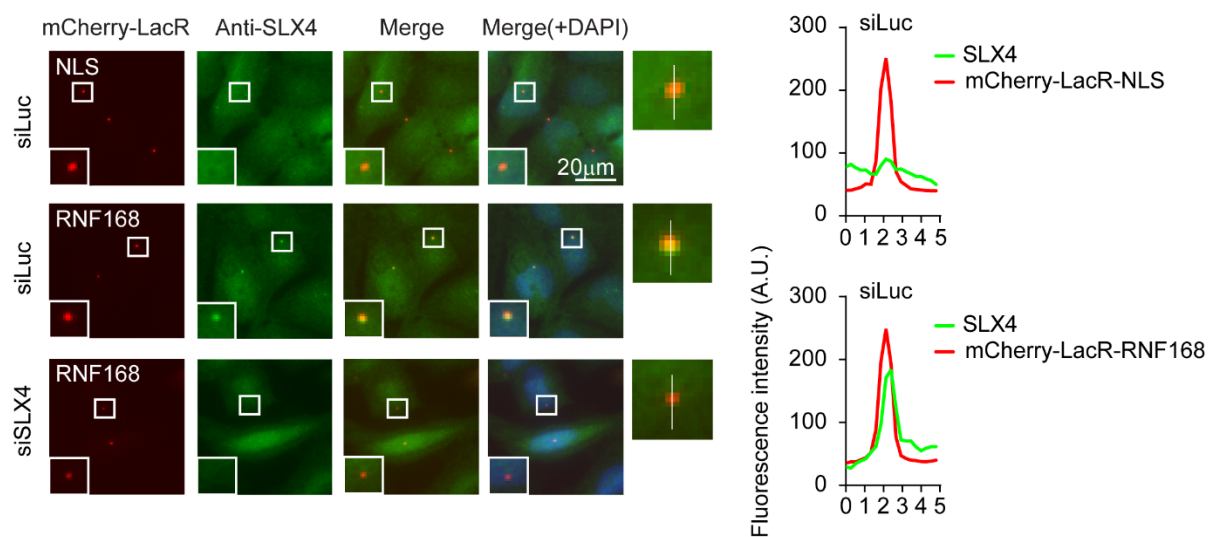 mCherry-LacR Anti-SLX4 Merge Merge(+DAPI)
siLuc
NLS
20μm
siLuc
RNF168
siSLX4
RNF168
siLuc
300
200
100
0
0 1 2 3 4 5
SLX4
mCherry-LacR-NLS
Fluorescence intensity (A.U.)
siLuc
300
200
100
0
0 1 2 3 4 5
SLX4
mCherry-LacR-RNF168